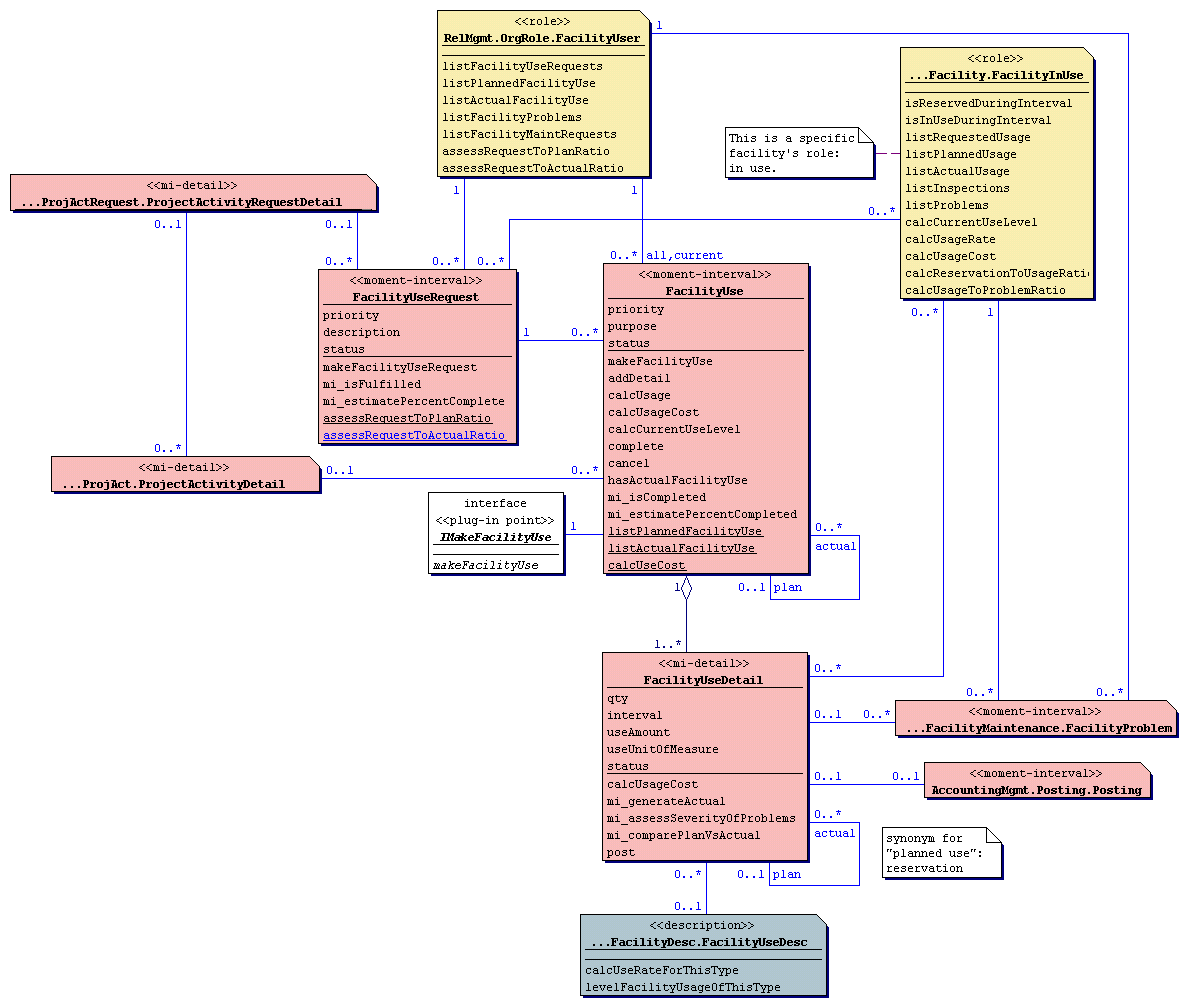 <<role>>
RelMgmt.OrgRole.FacilityUser
listFacilityUseRequests
listPlannedFacilityUse
listActualFacilityUse
listFacilityProblems
listFacilityMaintRequests
assessRequestToPlanRatio
assessRequestToActualRatio
1
1
1
<<role>>
...Facility.FacilityInUse
isReservedDuringInterval
isInUseDuringInterval
listRequestedUsage
listPlannedUsage
listActualUsage
listInspections
listProblems
calcCurrentUseLevel
calcUsageRate
calcUsageCost
calcReservationToUsageRati
calcUsageToProblemRatio
0..*
0..*
1
This is a specific
facility's role:
in use.
<<mi-detail>>
...ProjActRequest.ProjectActivityRequestDetail
0..1
0..1
0..*
0..*
0..*
<<moment-interval>>
FacilityUseRequest
priority
description
status
makeFacilityUseRequest
mi_isFulfilled
mi_estimatePercentComplete
assessRequestToPlanRatio
assessRequestToActualRatio
1
0..*
0..* all,current
<<moment-interval>>
FacilityUse
priority
purpose
status
makeFacilityUse
addDetail
calcUsage
calcUsageCost
calcCurrentUseLevel
complete
cancel
hasActualFacilityUse
mi_isCompleted
mi_estimatePercentCompleted
listPlannedFacilityUse
listActualFacilityUse
calcUseCost
0..*
<<mi-detail>>
...ProjAct.ProjectActivityDetail
0..1
0..*
interface
<<plug-in point>>
IMakeFacilityUse
makeFacilityUse
1
0..*
actual
0..1 plan
1
1..*
<<mi-detail>>
FacilityUseDetail
qty
interval
useAmount
useUnitOfMeasure
status
calcUsageCost
mi_generateActual
mi_assessSeverityOfProblems
mi_comparePlanVsActual
post
0..*
0..1
0..*
0..*
0..*
<<moment-interval>>
...FacilityMaintenance.FacilityProblem
0..1
0..1
<<moment-interval>>
AccountingMgmt.Posting.Posting
0..*
actual
0..1 plan
synonym for
"planned use":
reservation
0..*
0..1
<<description>>
...FacilityDesc.FacilityUseDesc
calcUseRateForThisType
levelFacilityUsageOfThisType